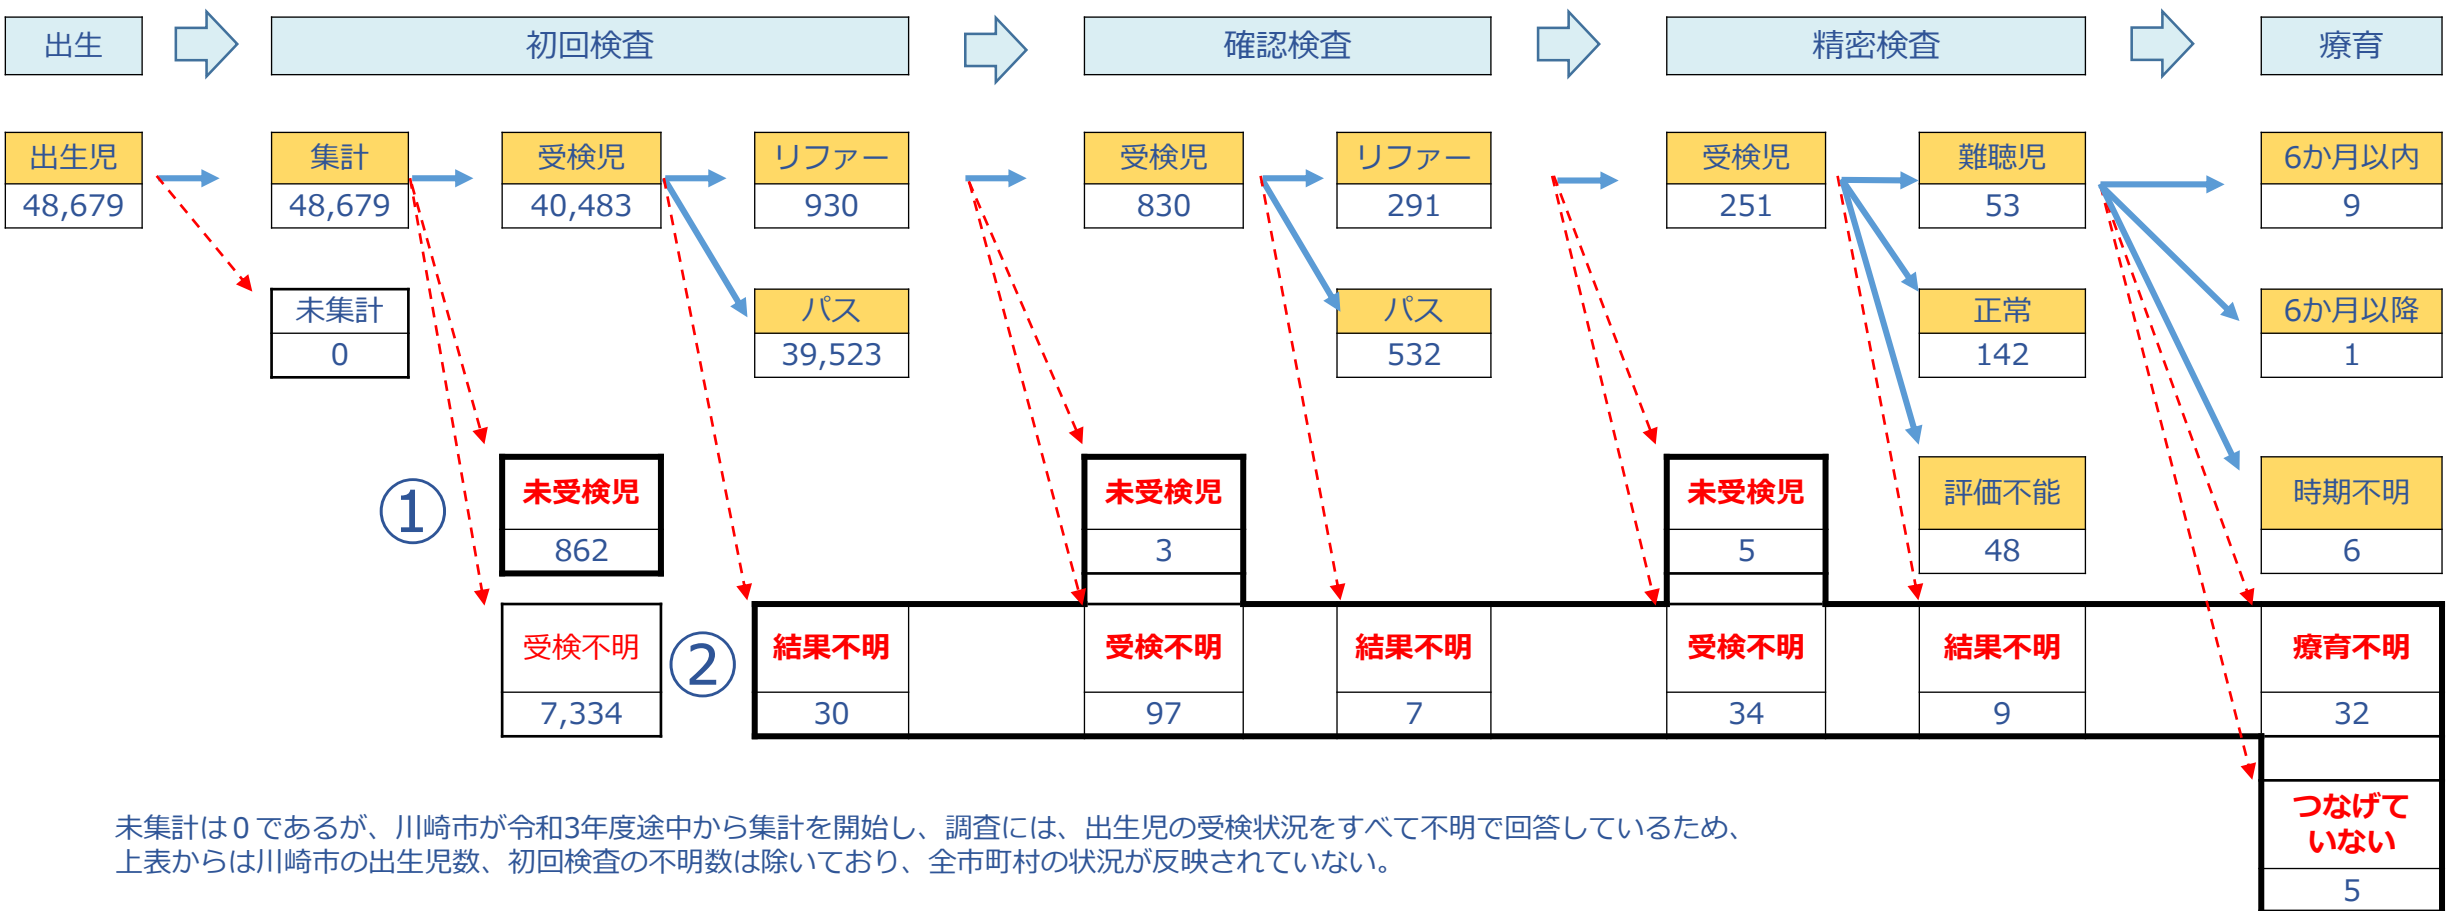 出生
初回検査
確認検査
精密検査
療育
出生児
集計
受検児
リファー
受検児
リファー
受検児
難聴児
6か月以内
48,679
48,679
40,483
930
830
291
251
53
9
未集計
パス
パス
正常
6か月以降
0
39,523
532
142
1
①
未受検児
未受検児
未受検児
評価不能
時期不明
862
3
5
48
6
受検不明
②
結果不明
受検不明
結果不明
受検不明
結果不明
療育不明
7,334
30
97
7
34
9
32
つなげて
いない
5
未集計は０であるが、川崎市が令和3年度途中から集計を開始し、調査には、出生児の受検状況をすべて不明で回答しているため、
上表からは川崎市の出生児数、初回検査の不明数は除いており、全市町村の状況が反映されていない。